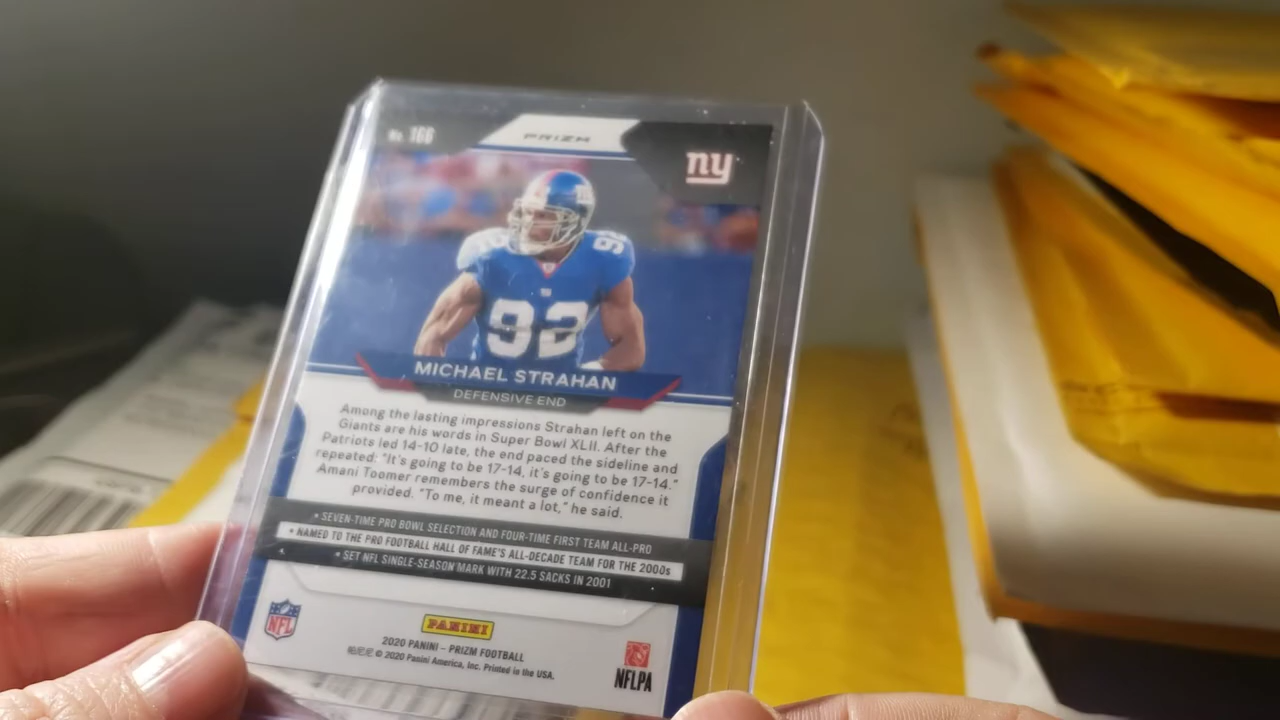 No. 166
PRIZM
ny
92
92
MICHAEL STRAHAN
DEFENSIVE END
Among the lasting impressions Strahan left on the
Giants are his words in Super Bowl XLII. After the
Patriots led 14-10 late, the end paced the sideline and
repeated: "It's going to be 17-14, it's going to be 17-14."
Amani Toomer remembers the surge of confidence it
provided. "To me, it meant a lot," he said.
• SEVEN-TIME PRO BOWL SELECTION AND FOUR-TIME FIRST TEAM ALL-PRO
• NAMED TO THE PRO FOOTBALL HALL OF FAME'S ALL-DECADE TEAM FOR THE 2000s
• SET NFL SINGLE-SEASON MARK WITH 22.5 SACKS IN 2001
NFL
PANINI
2020 PANINI – PRIZM FOOTBALL
© 2020 Panini America, Inc. Printed in the USA.
NFLPA